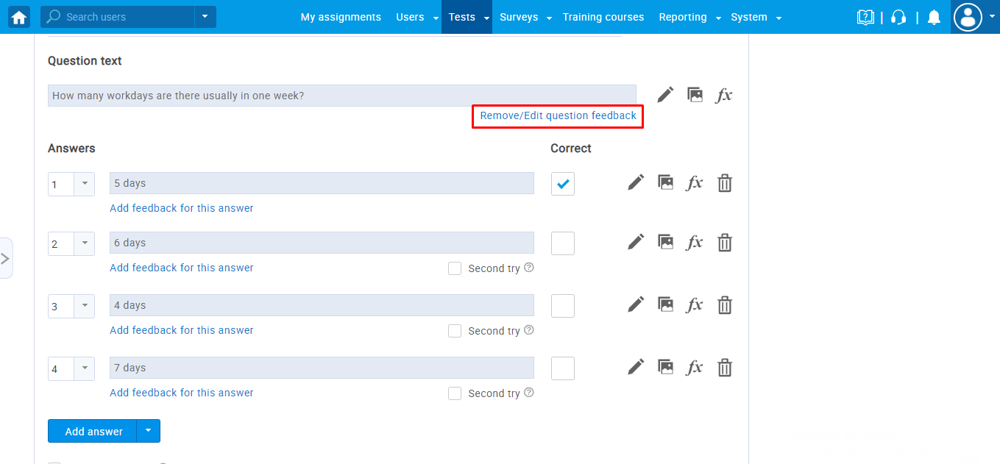 Search users My assignments Users Tests Surveys Training courses Reporting System
Question text
How many workdays are there usually in one week?
Remove/Edit question feedback
Answers Correct
1 5 days
Add feedback for this answer
2 6 days
Add feedback for this answer Second try
3 4 days
Add feedback for this answer Second try
4 7 days
Add feedback for this answer Second try
Add answer